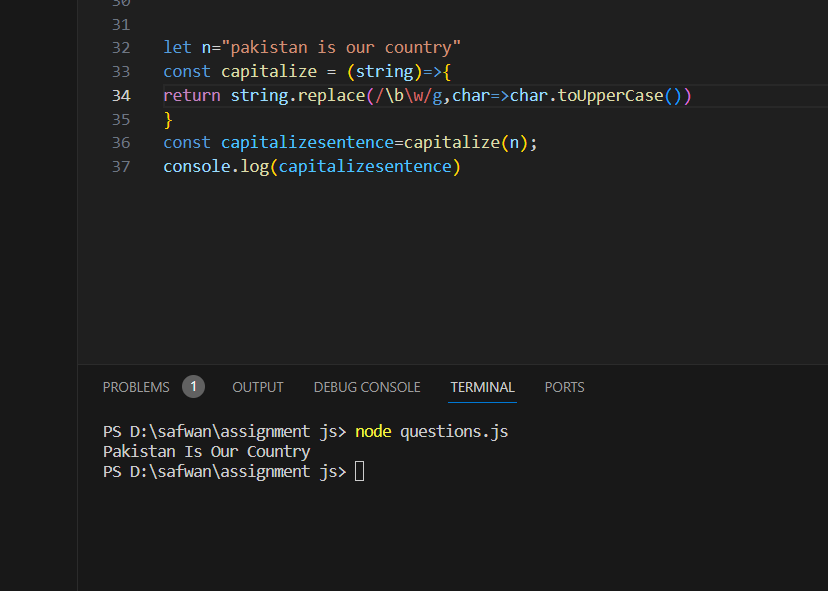 30
31
32 let n="pakistan is our country"
33 const capitalize = (string)=>{
34 return string.replace(/\b\w/g,char=>char.toUpperCase())
35 }
36 const capitalizesentence=capitalize(n);
37 console.log(capitalizesentence)
PROBLEMS 1 OUTPUT DEBUG CONSOLE TERMINAL PORTS
PS D:\safwan\assignment js> node questions.js
Pakistan Is Our Country
PS D:\safwan\assignment js>